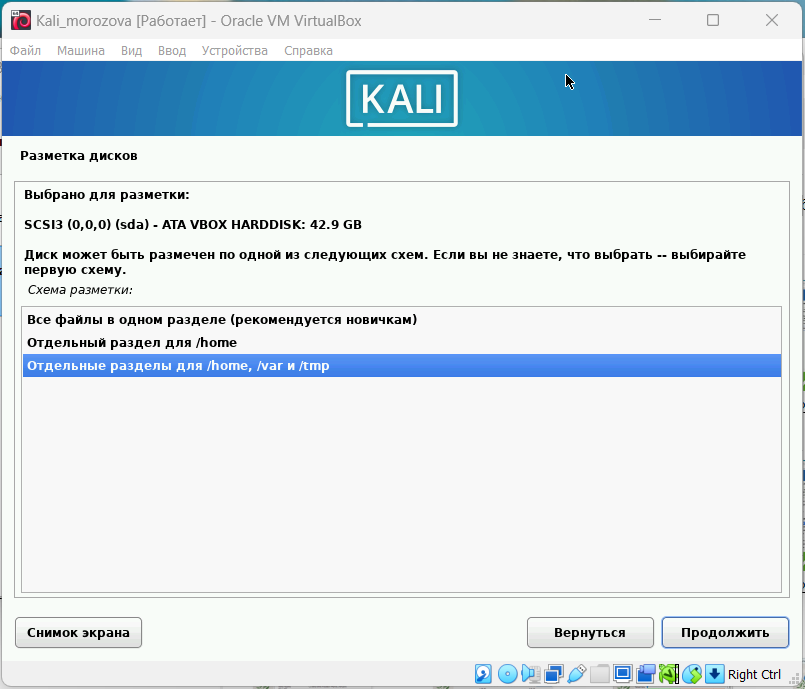 Kali_morozova [Работает] - Oracle VM VirtualBox
Файл Машина Вид Ввод Устройства Справка
KALI
Разметка дисков
Выбрано для разметки:
SCSI3 (0,0,0) (sda) - ATA VBOX HARDDISK: 42.9 GB
Диск может быть размечен по одной из следующих схем. Если вы не знаете, что выбрать -- выбирайте
первую схему.
Схема разметки:
Все файлы в одном разделе (рекомендуется новичкам)
Отдельный раздел для /home
Отдельные разделы для /home, /var и /tmp
Снимок экрана Вернуться Продолжить
Right Ctrl